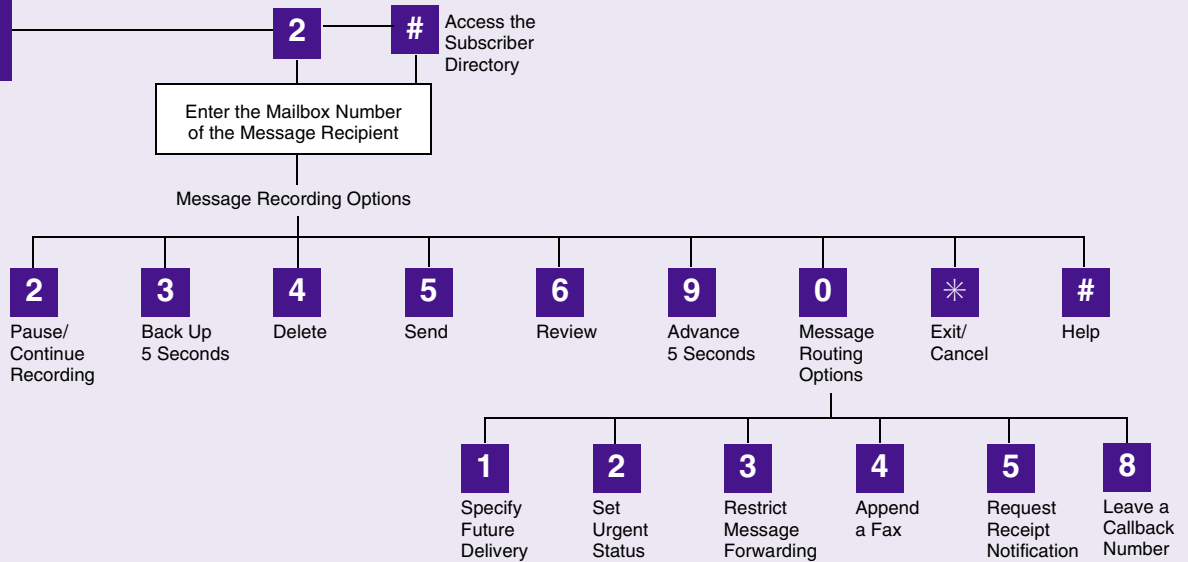 2
#
Access the
Subscriber
Directory
Enter the Mailbox Number
of the Message Recipient
Message Recording Options
2
Pause/
Continue
Recording
3
Back Up
5 Seconds
4
Delete
5
Send
6
Review
9
Advance
5 Seconds
0
Message
Routing
Options
✳
Exit/
Cancel
#
Help
1
Specify
Future
Delivery
2
Set
Urgent
Status
3
Restrict
Message
Forwarding
4
Append
a Fax
5
Request
Receipt
Notification
8
Leave a
Callback
Number